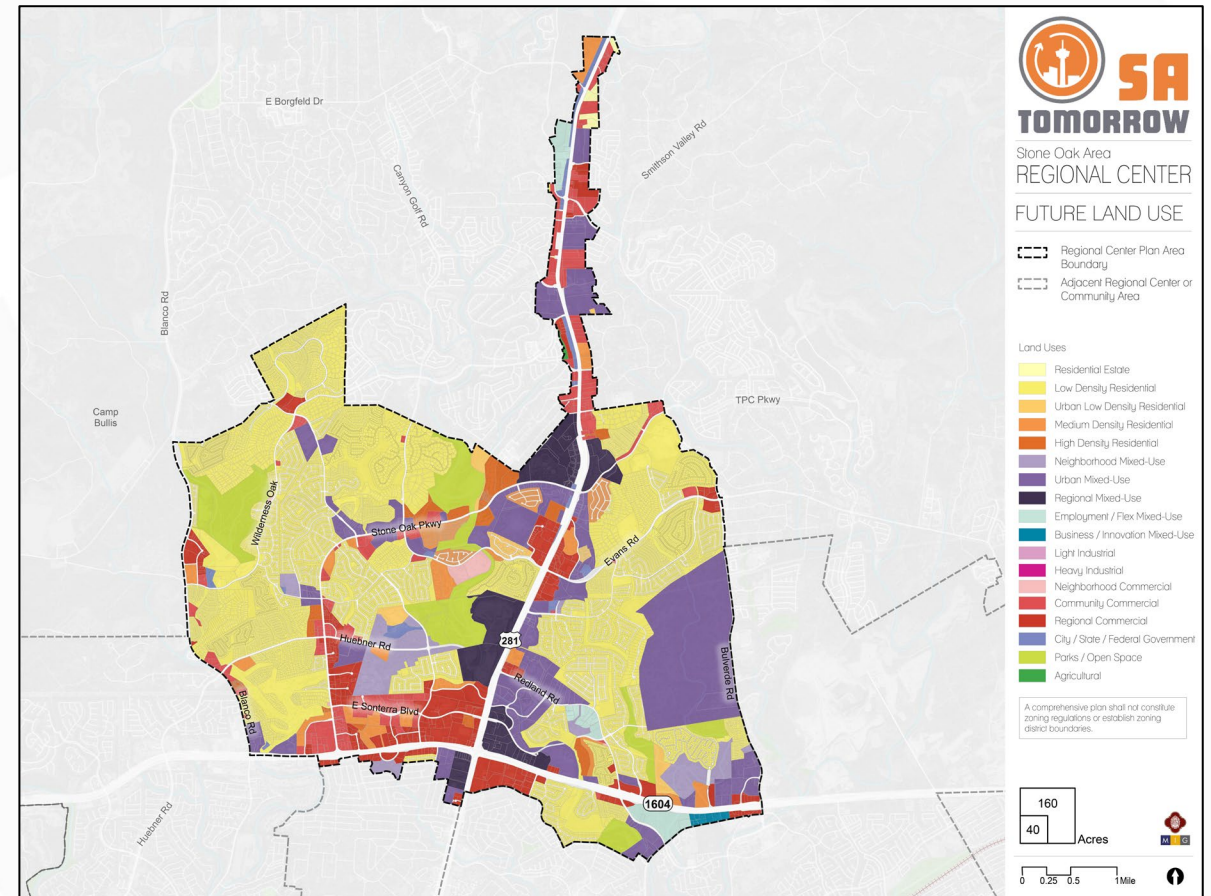 SA
TOMORROW
Stone Oak Area
REGIONAL CENTER
FUTURE LAND USE
Regional Center Plan Area
Boundary
Adjacent Regional Center or
Community Area
Land Uses
Residential Estate
Low Density Residential
Urban Low Density Residential
Medium Density Residential
High Density Residential
Neighborhood Mixed-Use
Urban Mixed-Use
Regional Mixed-Use
Employment / Flex Mixed-Use
Business / Innovation Mixed-Use
Light Industrial
Heavy Industrial
Neighborhood Commercial
Community Commercial
Regional Commercial
City / State / Federal Government
Parks / Open Space
Agricultural
A comprehensive plan shall not constitute
zoning regulations or establish zoning
district boundaries.
160
40
Acres
M I G
0 0.25 0.5 1 Mile
E Borgfeld Dr
Smithson Valley Rd
Canyon Golf Rd
Blanco Rd
Camp
Bullis
TPC Pkwy
Wilderness Oak
Stone Oak Pkwy
Evans Rd
Huebner Rd
281
Redland Rd
Bulverde Rd
E Sonterra Blvd
Blanco Rd
1604
Huebner Rd